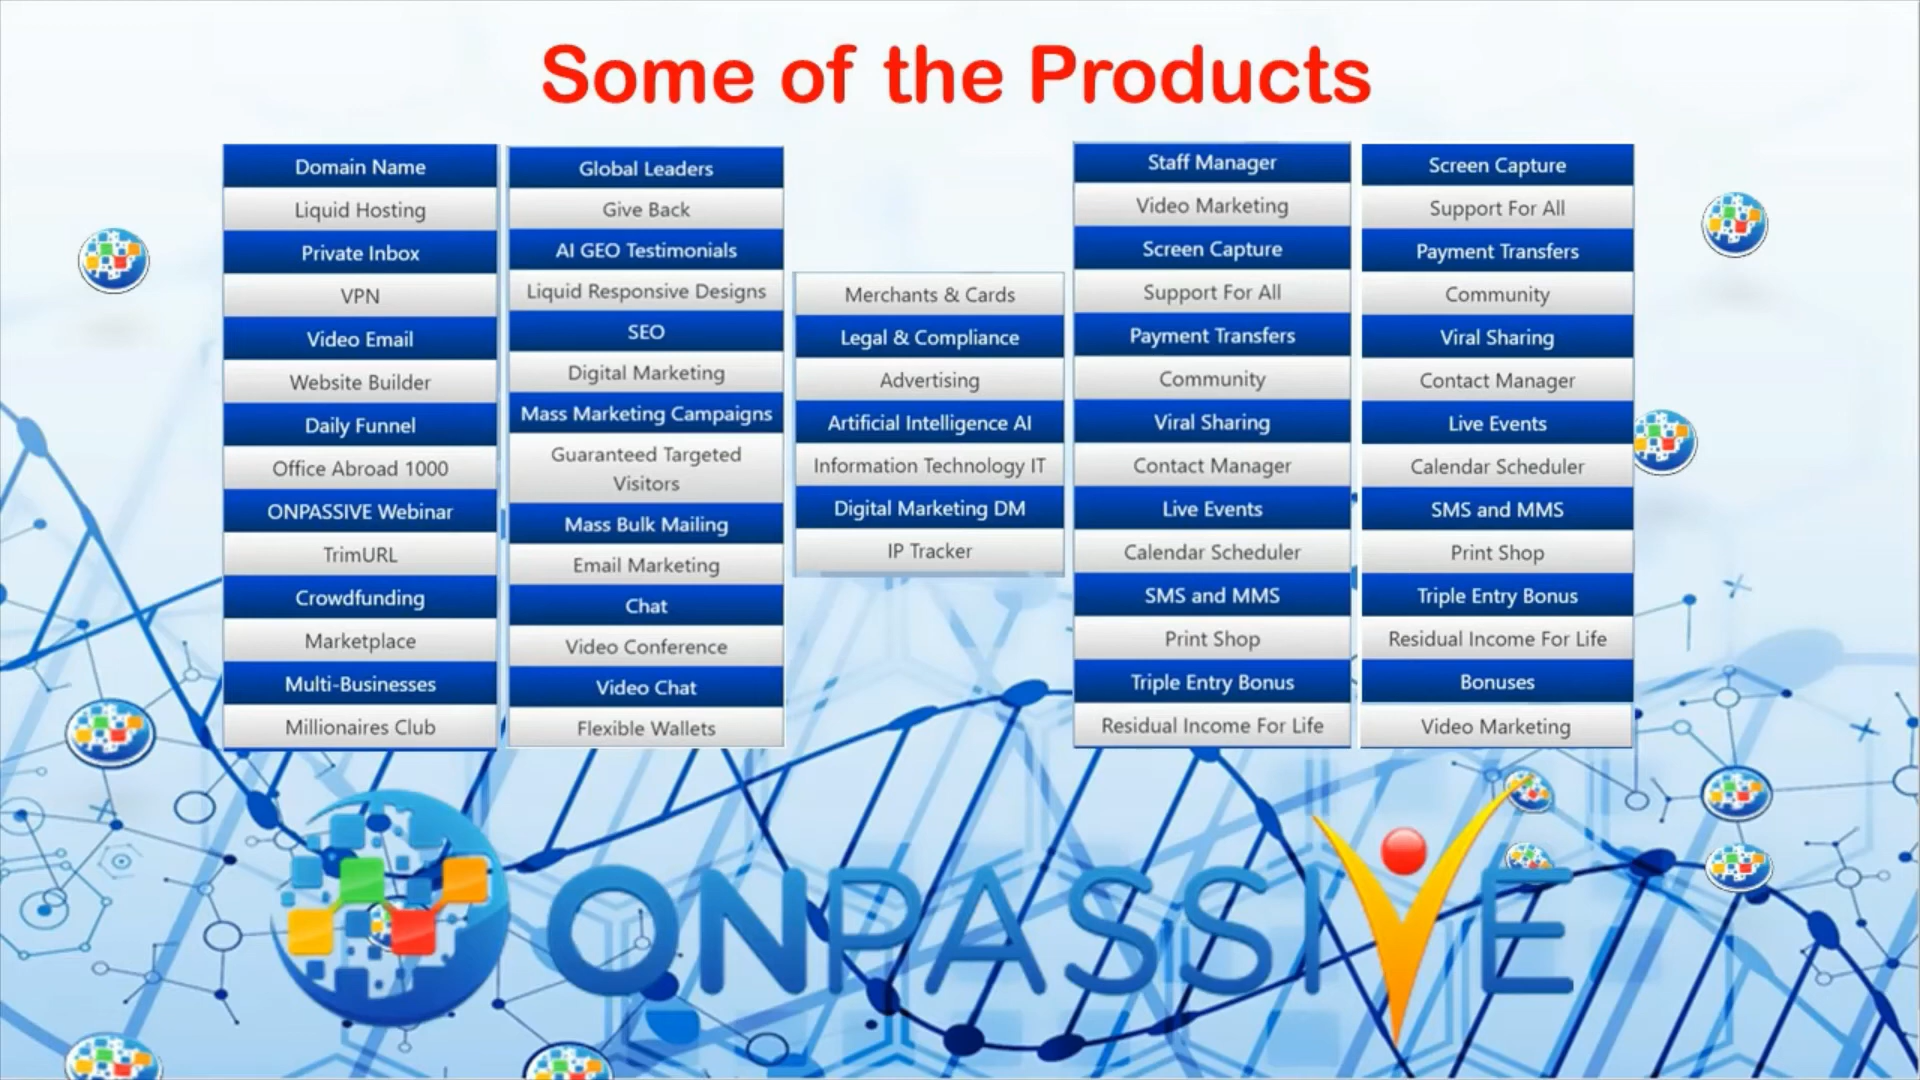 Some of the Products
Domain Name
Liquid Hosting
Private Inbox
VPN
Video Email
Website Builder
Daily Funnel
Office Abroad 1000
ONPASSIVE Webinar
TrimURL
Crowdfunding
Marketplace
Multi-Businesses
Millionaires Club
Global Leaders
Give Back
AI GEO Testimonials
Liquid Responsive Designs
SEO
Digital Marketing
Mass Marketing Campaigns
Guaranteed Targeted
Visitors
Mass Bulk Mailing
Email Marketing
Chat
Video Conference
Video Chat
Flexible Wallets
Merchants & Cards
Legal & Compliance
Advertising
Artificial Intelligence AI
Information Technology IT
Digital Marketing DM
IP Tracker
Staff Manager
Video Marketing
Screen Capture
Support For All
Payment Transfers
Community
Viral Sharing
Contact Manager
Live Events
Calendar Scheduler
SMS and MMS
Print Shop
Triple Entry Bonus
Residual Income For Life
Screen Capture
Support For All
Payment Transfers
Community
Viral Sharing
Contact Manager
Live Events
Calendar Scheduler
SMS and MMS
Print Shop
Triple Entry Bonus
Residual Income For Life
Bonuses
Video Marketing
ONPASSIVE